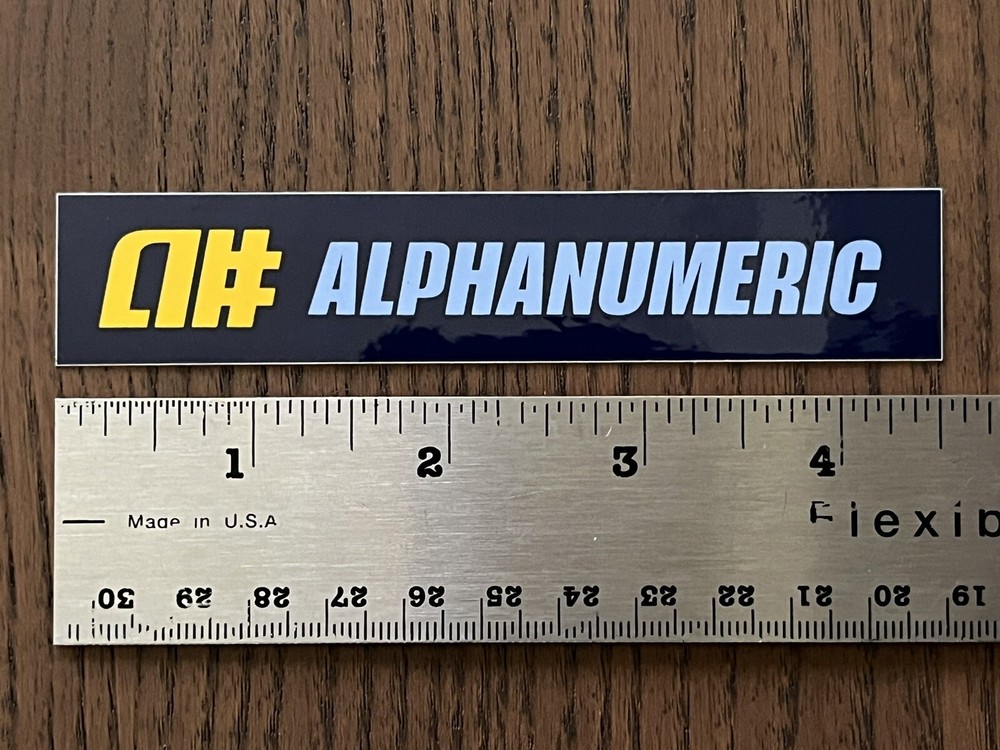 a# ALPHANUMERIC
1 2 3 4
Made in U.S.A Flexib
30 29 28 27 26 25 24 23 22 21 20 19